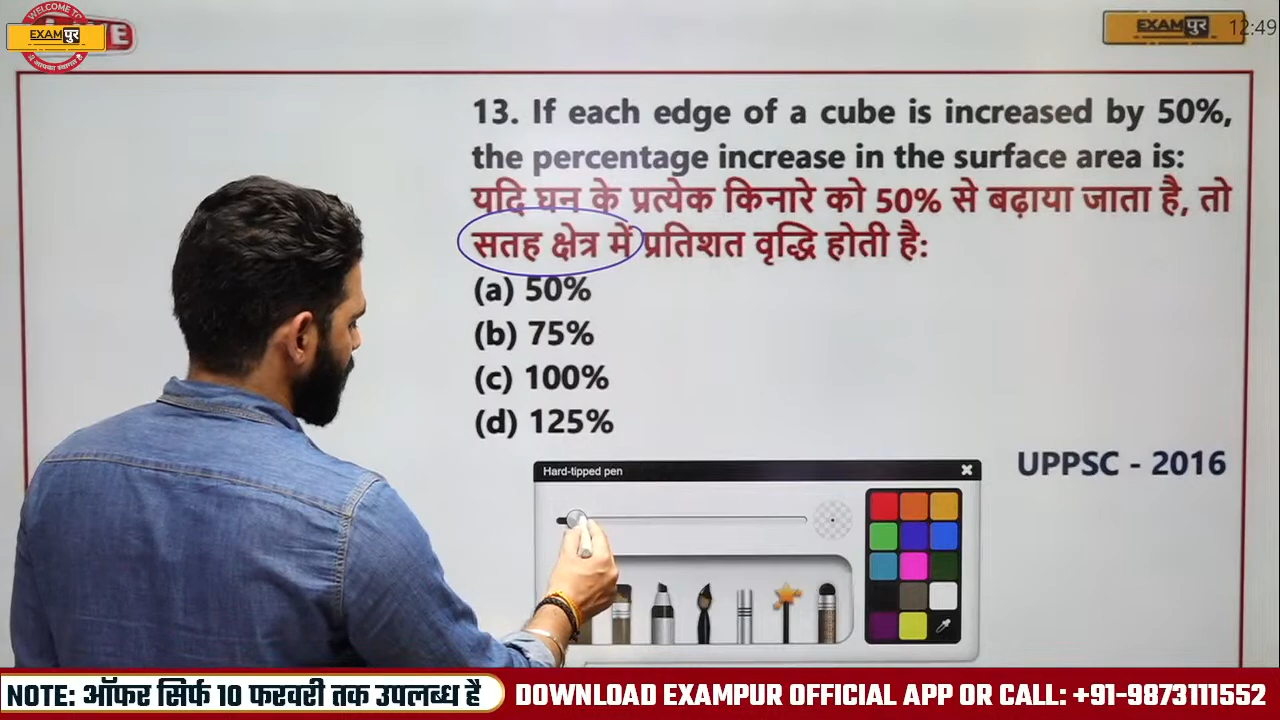 WELCOME TO
EXAMपुर
E
EXAMपुर
12:49
13. If each edge of a cube is increased by 50%,
the percentage increase in the surface area is:
यदि घन के प्रत्येक किनारे को 50% से बढ़ाया जाता है, तो
सतह क्षेत्र में प्रतिशत वृद्धि होती है:
(a) 50%
(b) 75%
(c) 100%
(d) 125%
UPPSC - 2016
Hard-tipped pen
NOTE: ऑफर सिर्फ 10 फरवरी तक उपलब्ध है
DOWNLOAD EXAMPUR OFFICIAL APP OR CALL: +91-9873111552